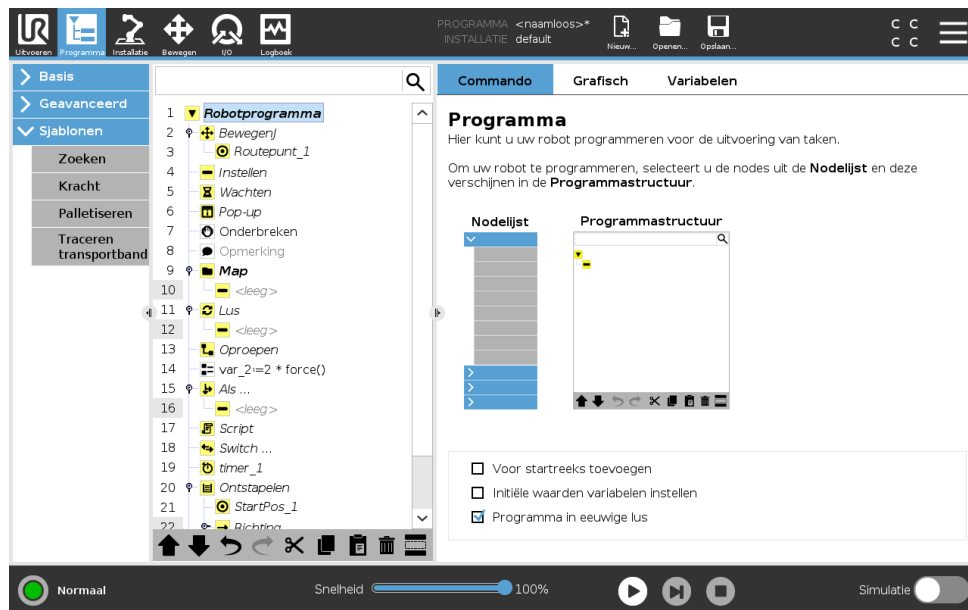 UR
Uitvoeren Programma Installatie Bewegen I/O Logboek
PROGRAMMA <naamloos>*
INSTALLATIE default
Nieuw... Openen... Opslaan...
C C
C C
Basis
Geavanceerd
Sjablonen
Zoeken
Kracht
Palletiseren
Traceren
transportband
1 Robotprogramma
2 BewegenJ
3 Routepunt_1
4 Instellen
5 Wachten
6 Pop-up
7 Onderbreken
8 Opmerking
9 Map
10 <leeg>
11 Lus
12 <leeg>
13 Oproepen
14 var_2:=2 * force()
15 Als ...
16 <leeg>
17 Script
18 Switch ...
19 timer_1
20 Ontstapelen
21 StartPos_1
22 Richting
Commando Grafisch Variabelen
Programma
Hier kunt u uw robot programmeren voor de uitvoering van taken.
Om uw robot te programmeren, selecteert u de nodes uit de Nodelijst en deze
verschijnen in de Programmastructuur.
Nodelijst Programmastructuur
Voor startreeks toevoegen
Initiële waarden variabelen instellen
Programma in eeuwige lus
Normaal
Snelheid 100%
Simulatie